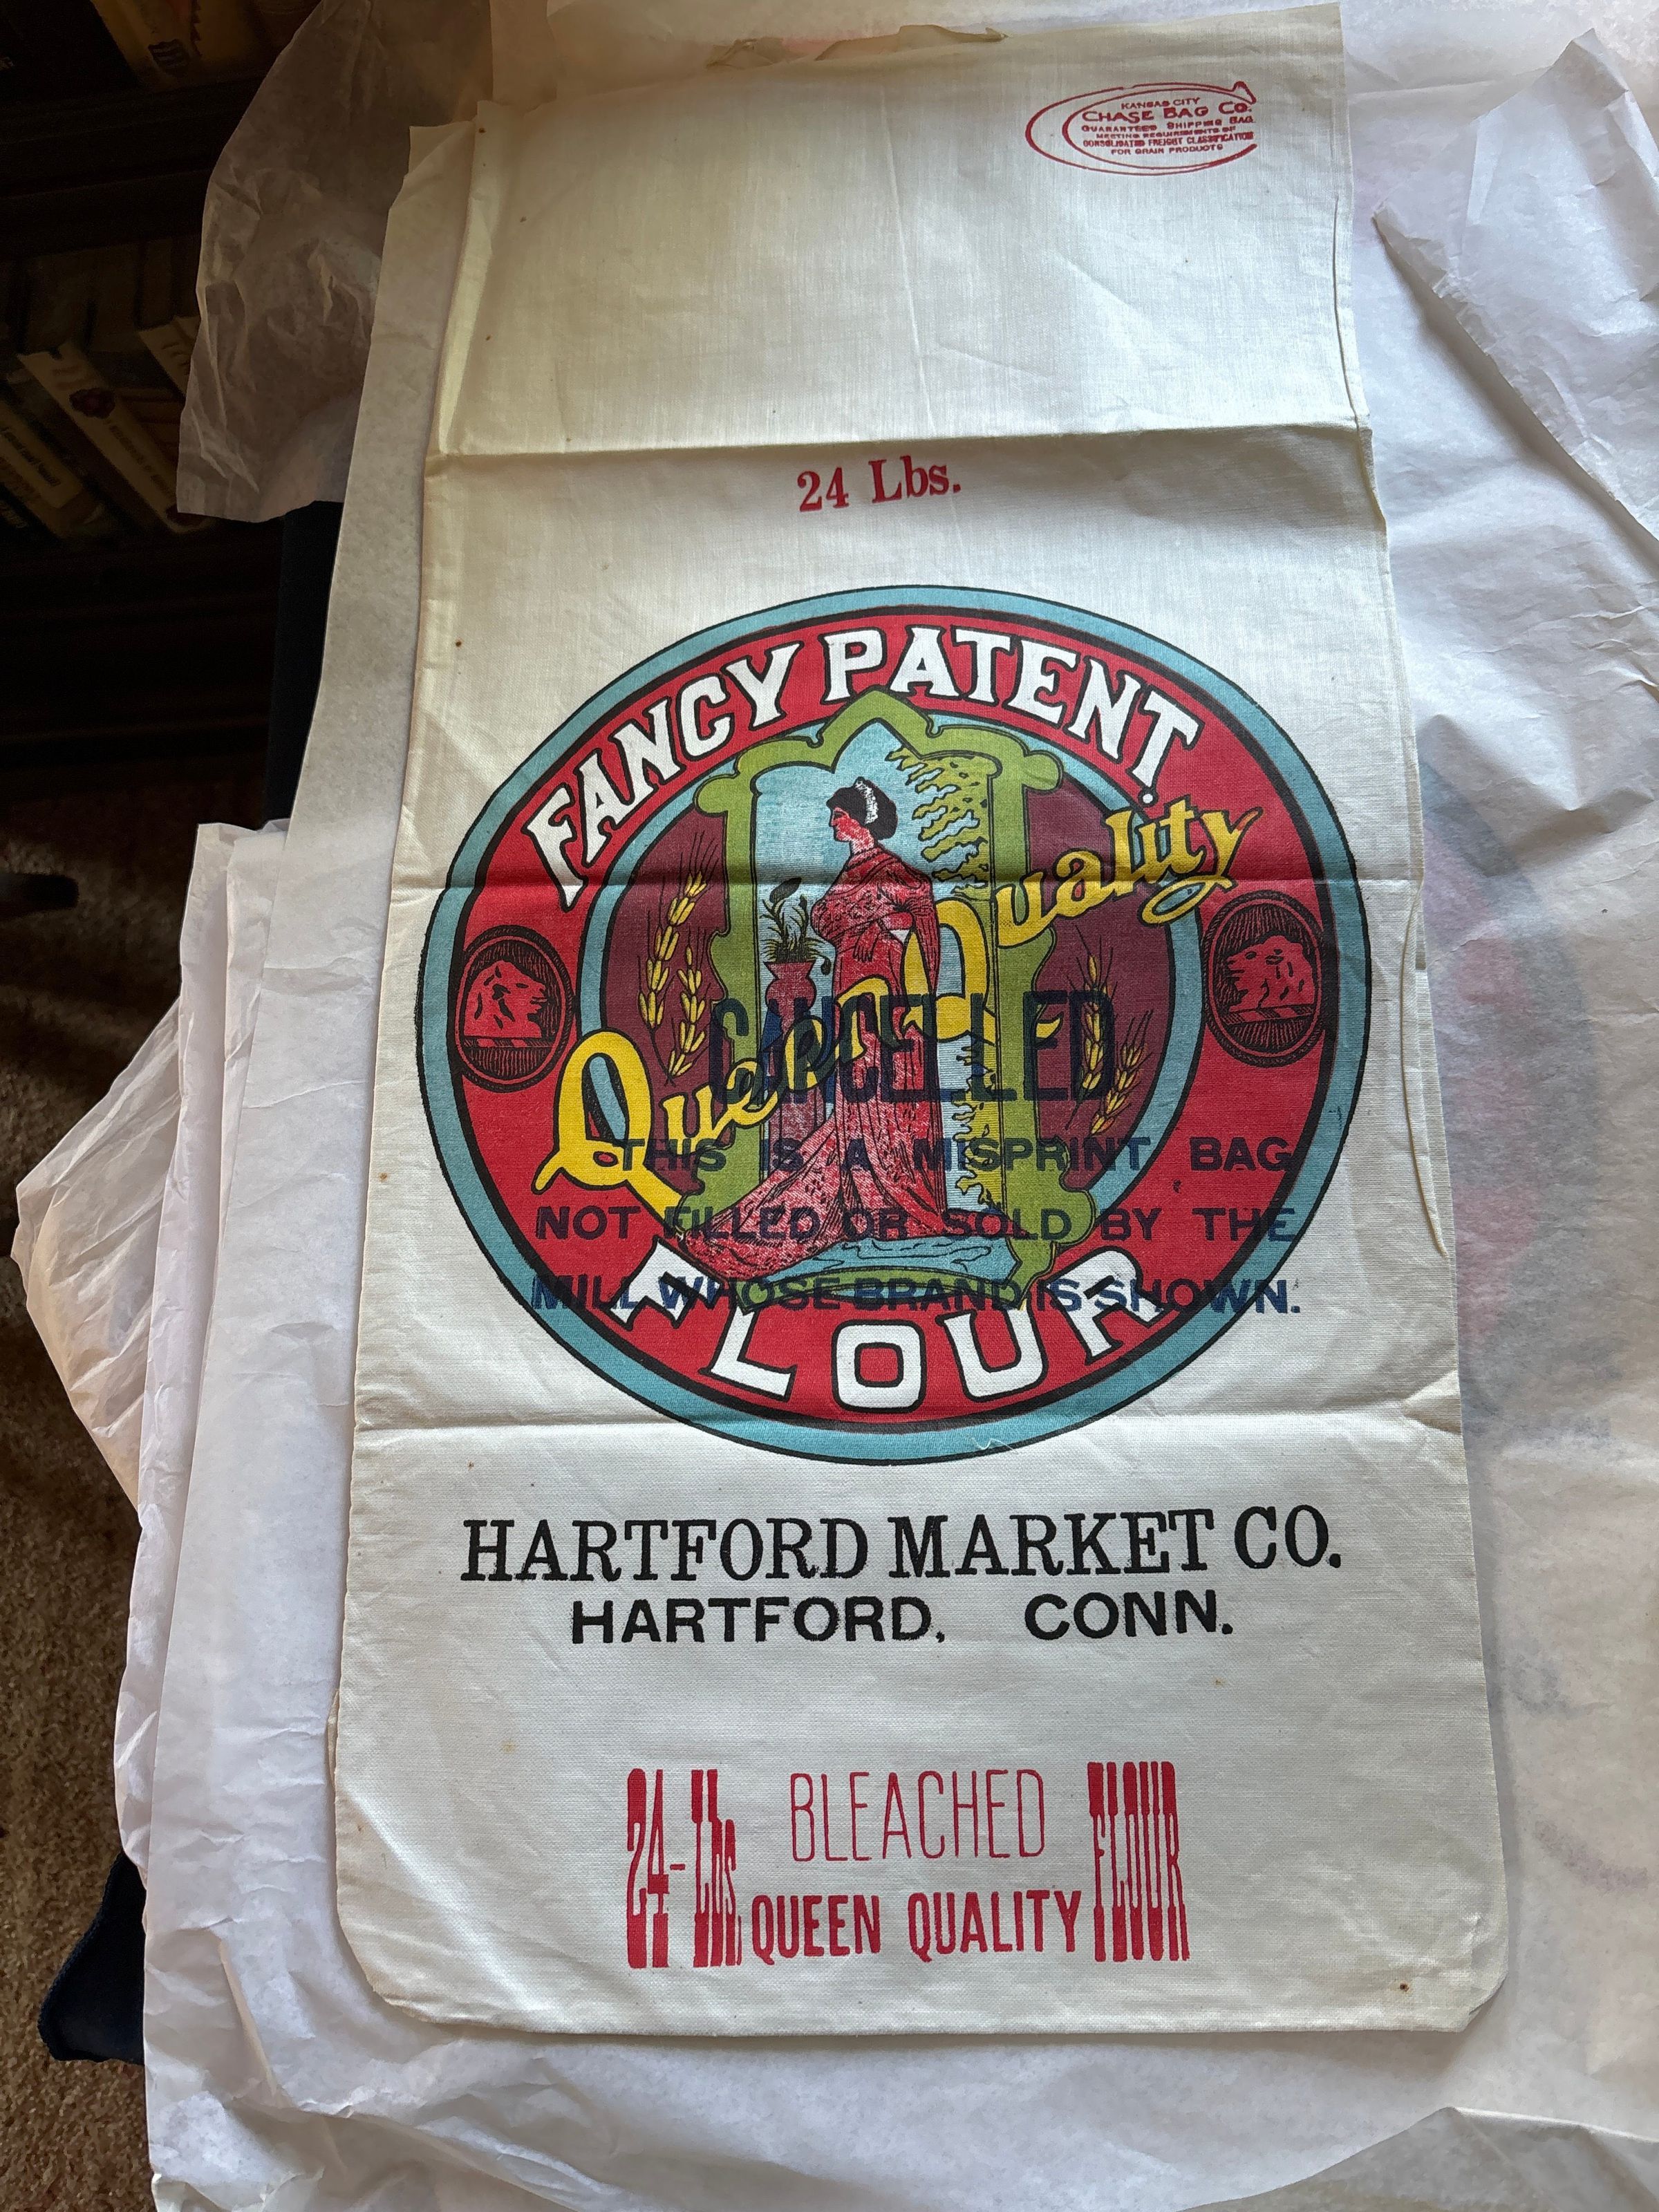 KANSAS CITY
CHASE BAG CO.
GUARANTEED SHIPPING BAG
MEETING REQUIREMENTS OF
CONSOLIDATED FREIGHT CLASSIFICATION
FOR GRAIN PRODUCTS
24 Lbs.
FANCY PATENT
Queen Quality
CANCELLED
THIS IS A MISPRINT BAG
NOT FILLED OR SOLD BY THE
MILL WHOSE BRAND IS SHOWN.
FLOUR
HARTFORD MARKET CO.
HARTFORD, CONN.
24-Lbs.
BLEACHED
QUEEN QUALITY
FLOUR